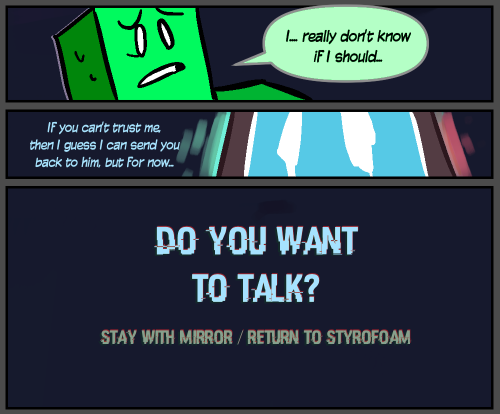 I... really don't know
if I should...
If you can't trust me,
then I guess I can send you
back to him, but for now...
DO YOU WANT
TO TALK?
STAY WITH MIRROR / RETURN TO STYROFOAM